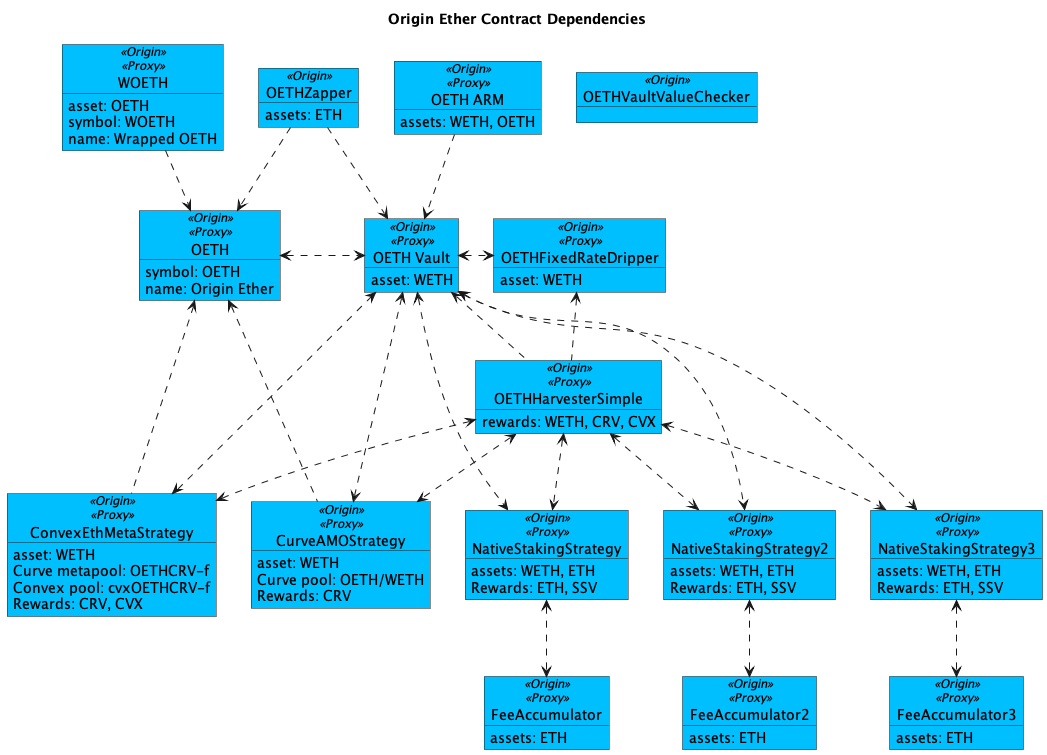 Origin Ether Contract Dependencies
«Origin»
«Proxy»
WOETH
asset: OETH
symbol: WOETH
name: Wrapped OETH
«Origin»
OETHZapper
assets: ETH
«Origin»
«Proxy»
OETH ARM
assets: WETH, OETH
«Origin»
OETHVaultValueChecker
«Origin»
«Proxy»
OETH
symbol: OETH
name: Origin Ether
«Origin»
«Proxy»
OETH Vault
asset: WETH
«Origin»
«Proxy»
OETHFixedRateDripper
asset: WETH
«Origin»
«Proxy»
OETHHarvesterSimple
rewards: WETH, CRV, CVX
«Origin»
«Proxy»
ConvexEthMetaStrategy
asset: WETH
Curve metapool: OETHCRV-f
Convex pool: cvxOETHCRV-f
Rewards: CRV, CVX
«Origin»
«Proxy»
CurveAMOStrategy
asset: WETH
Curve pool: OETH/WETH
Rewards: CRV
«Origin»
«Proxy»
NativeStakingStrategy
assets: WETH, ETH
Rewards: ETH, SSV
«Origin»
«Proxy»
NativeStakingStrategy2
assets: WETH, ETH
Rewards: ETH, SSV
«Origin»
«Proxy»
NativeStakingStrategy3
assets: WETH, ETH
Rewards: ETH, SSV
«Origin»
«Proxy»
FeeAccumulator
assets: ETH
«Origin»
«Proxy»
FeeAccumulator2
assets: ETH
«Origin»
«Proxy»
FeeAccumulator3
assets: ETH